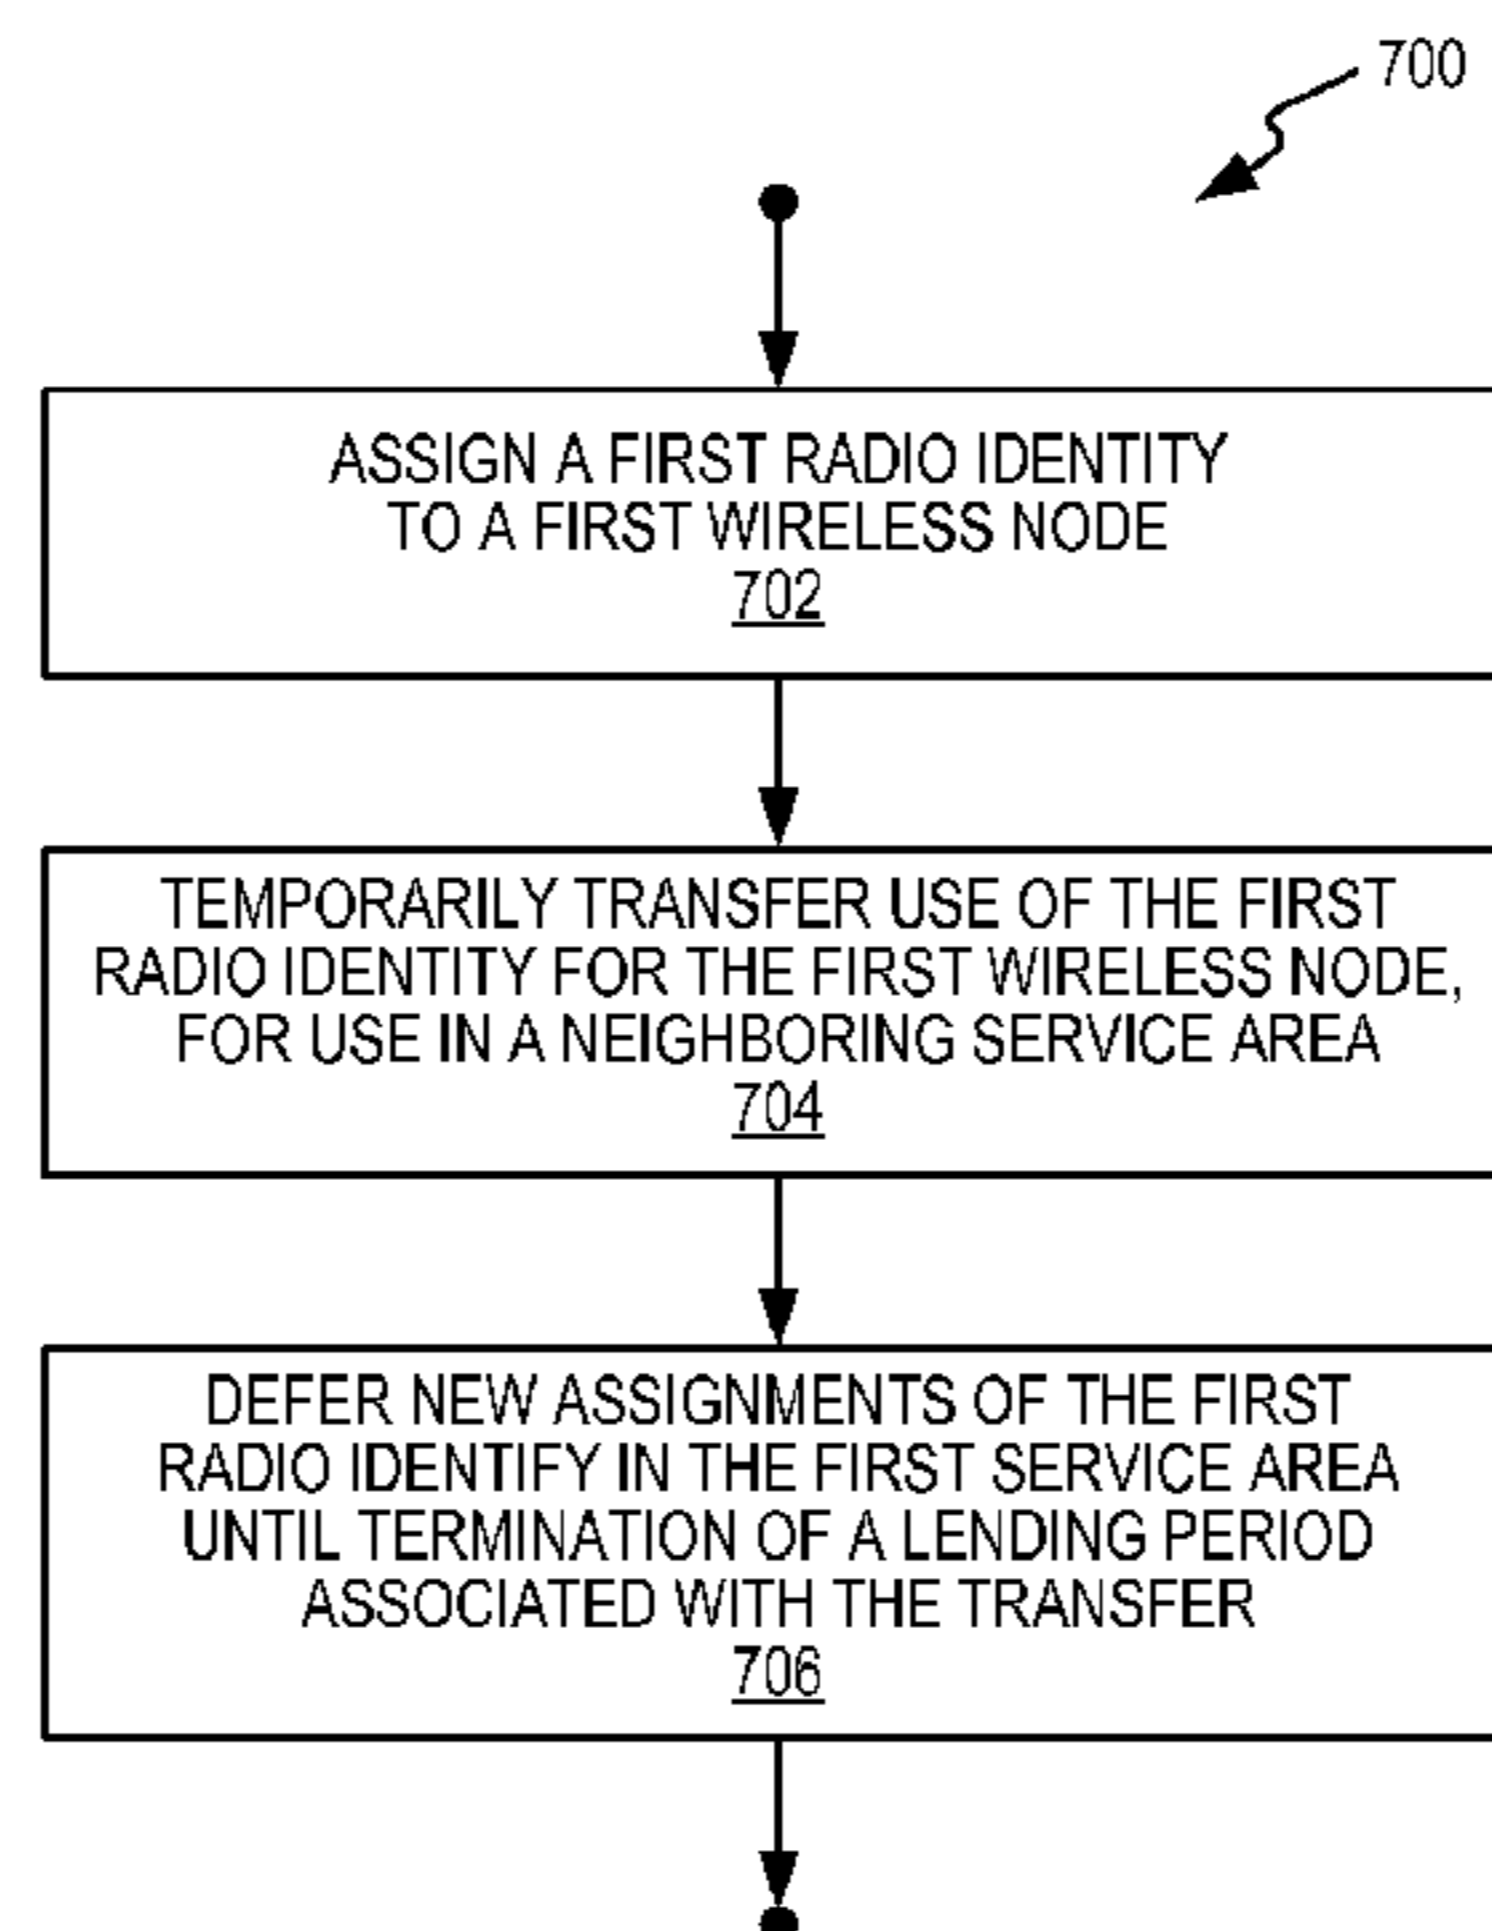 700
ASSIGN A FIRST RADIO IDENTITY
TO A FIRST WIRELESS NODE
702
TEMPORARILY TRANSFER USE OF THE FIRST
RADIO IDENTITY FOR THE FIRST WIRELESS NODE,
FOR USE IN A NEIGHBORING SERVICE AREA
704
DEFER NEW ASSIGNMENTS OF THE FIRST
RADIO IDENTIFY IN THE FIRST SERVICE AREA
UNTIL TERMINATION OF A LENDING PERIOD
ASSOCIATED WITH THE TRANSFER
706